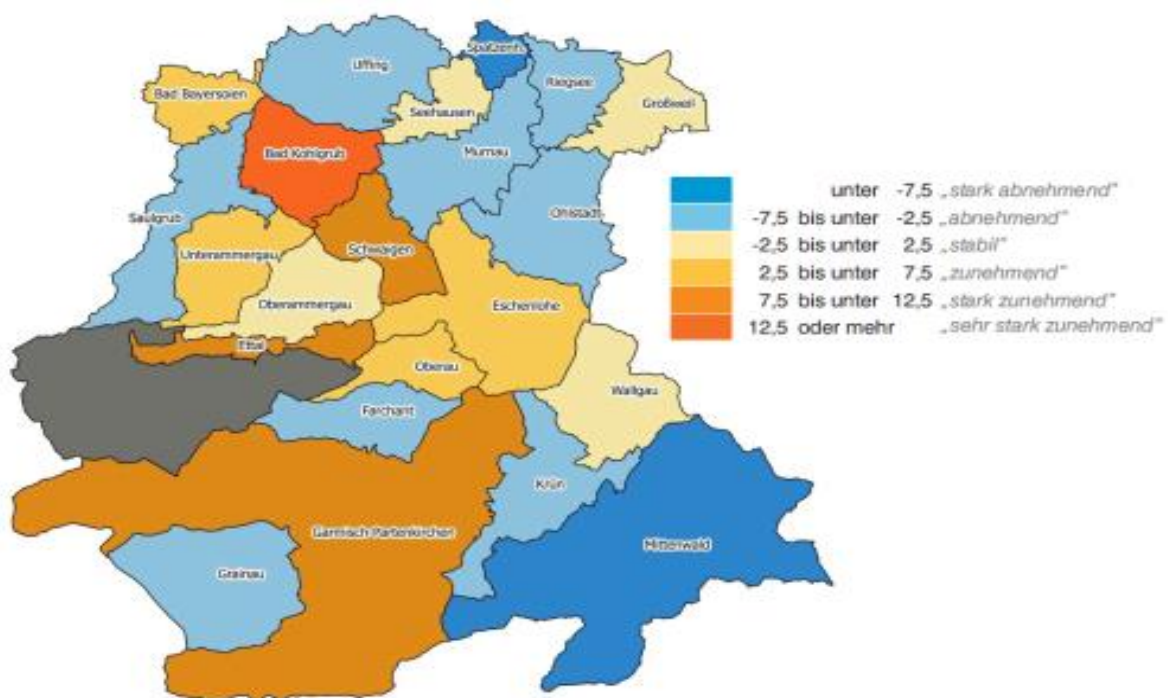 Uffing
Spatzenh.
Riegsee
Bad Bayersoien
Seehausen
Großweil
Bad Kohlgrub
Murnau
Saulgrub
Ohlstadt
Unterammergau
Schwaigen
Oberammergau
Eschenlohe
Ettal
Oberau
Wallgau
Farchant
Krün
Garmisch-Partenkirchen
Mittenwald
Grainau
unter -7,5 „stark abnehmend"
-7,5 bis unter -2,5 „abnehmend"
-2,5 bis unter 2,5 „stabil"
2,5 bis unter 7,5 „zunehmend"
7,5 bis unter 12,5 „stark zunehmend"
12,5 oder mehr „sehr stark zunehmend"